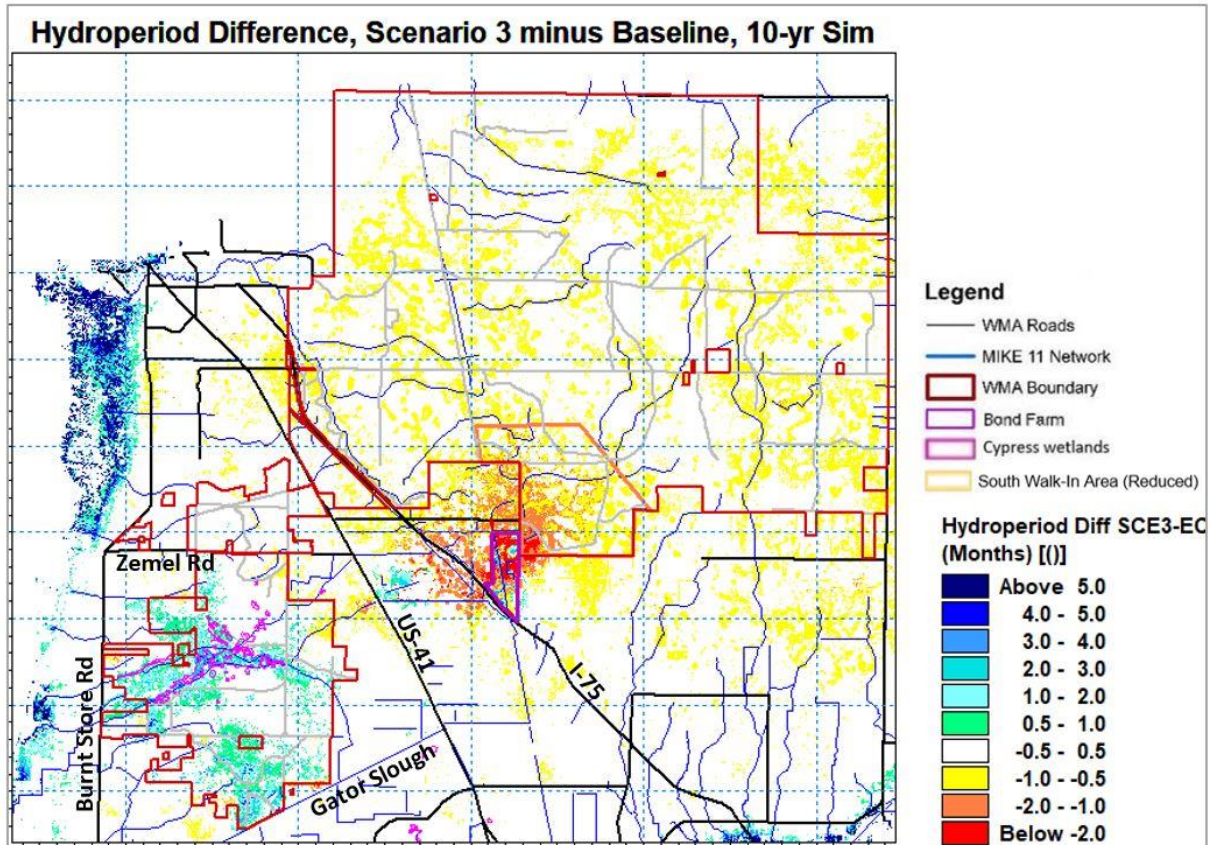 Hydroperiod Difference, Scenario 3 minus Baseline, 10-yr Sim
Zemel Rd
Burnt Store Rd
US-41
I-75
Gator Slough
Legend
WMA Roads
MIKE 11 Network
WMA Boundary
Bond Farm
Cypress wetlands
South Walk-In Area (Reduced)
Hydroperiod Diff SCE3-EC
(Months) [()]
Above 5.0
4.0 - 5.0
3.0 - 4.0
2.0 - 3.0
1.0 - 2.0
0.5 - 1.0
-0.5 - 0.5
-1.0 - -0.5
-2.0 - -1.0
Below -2.0